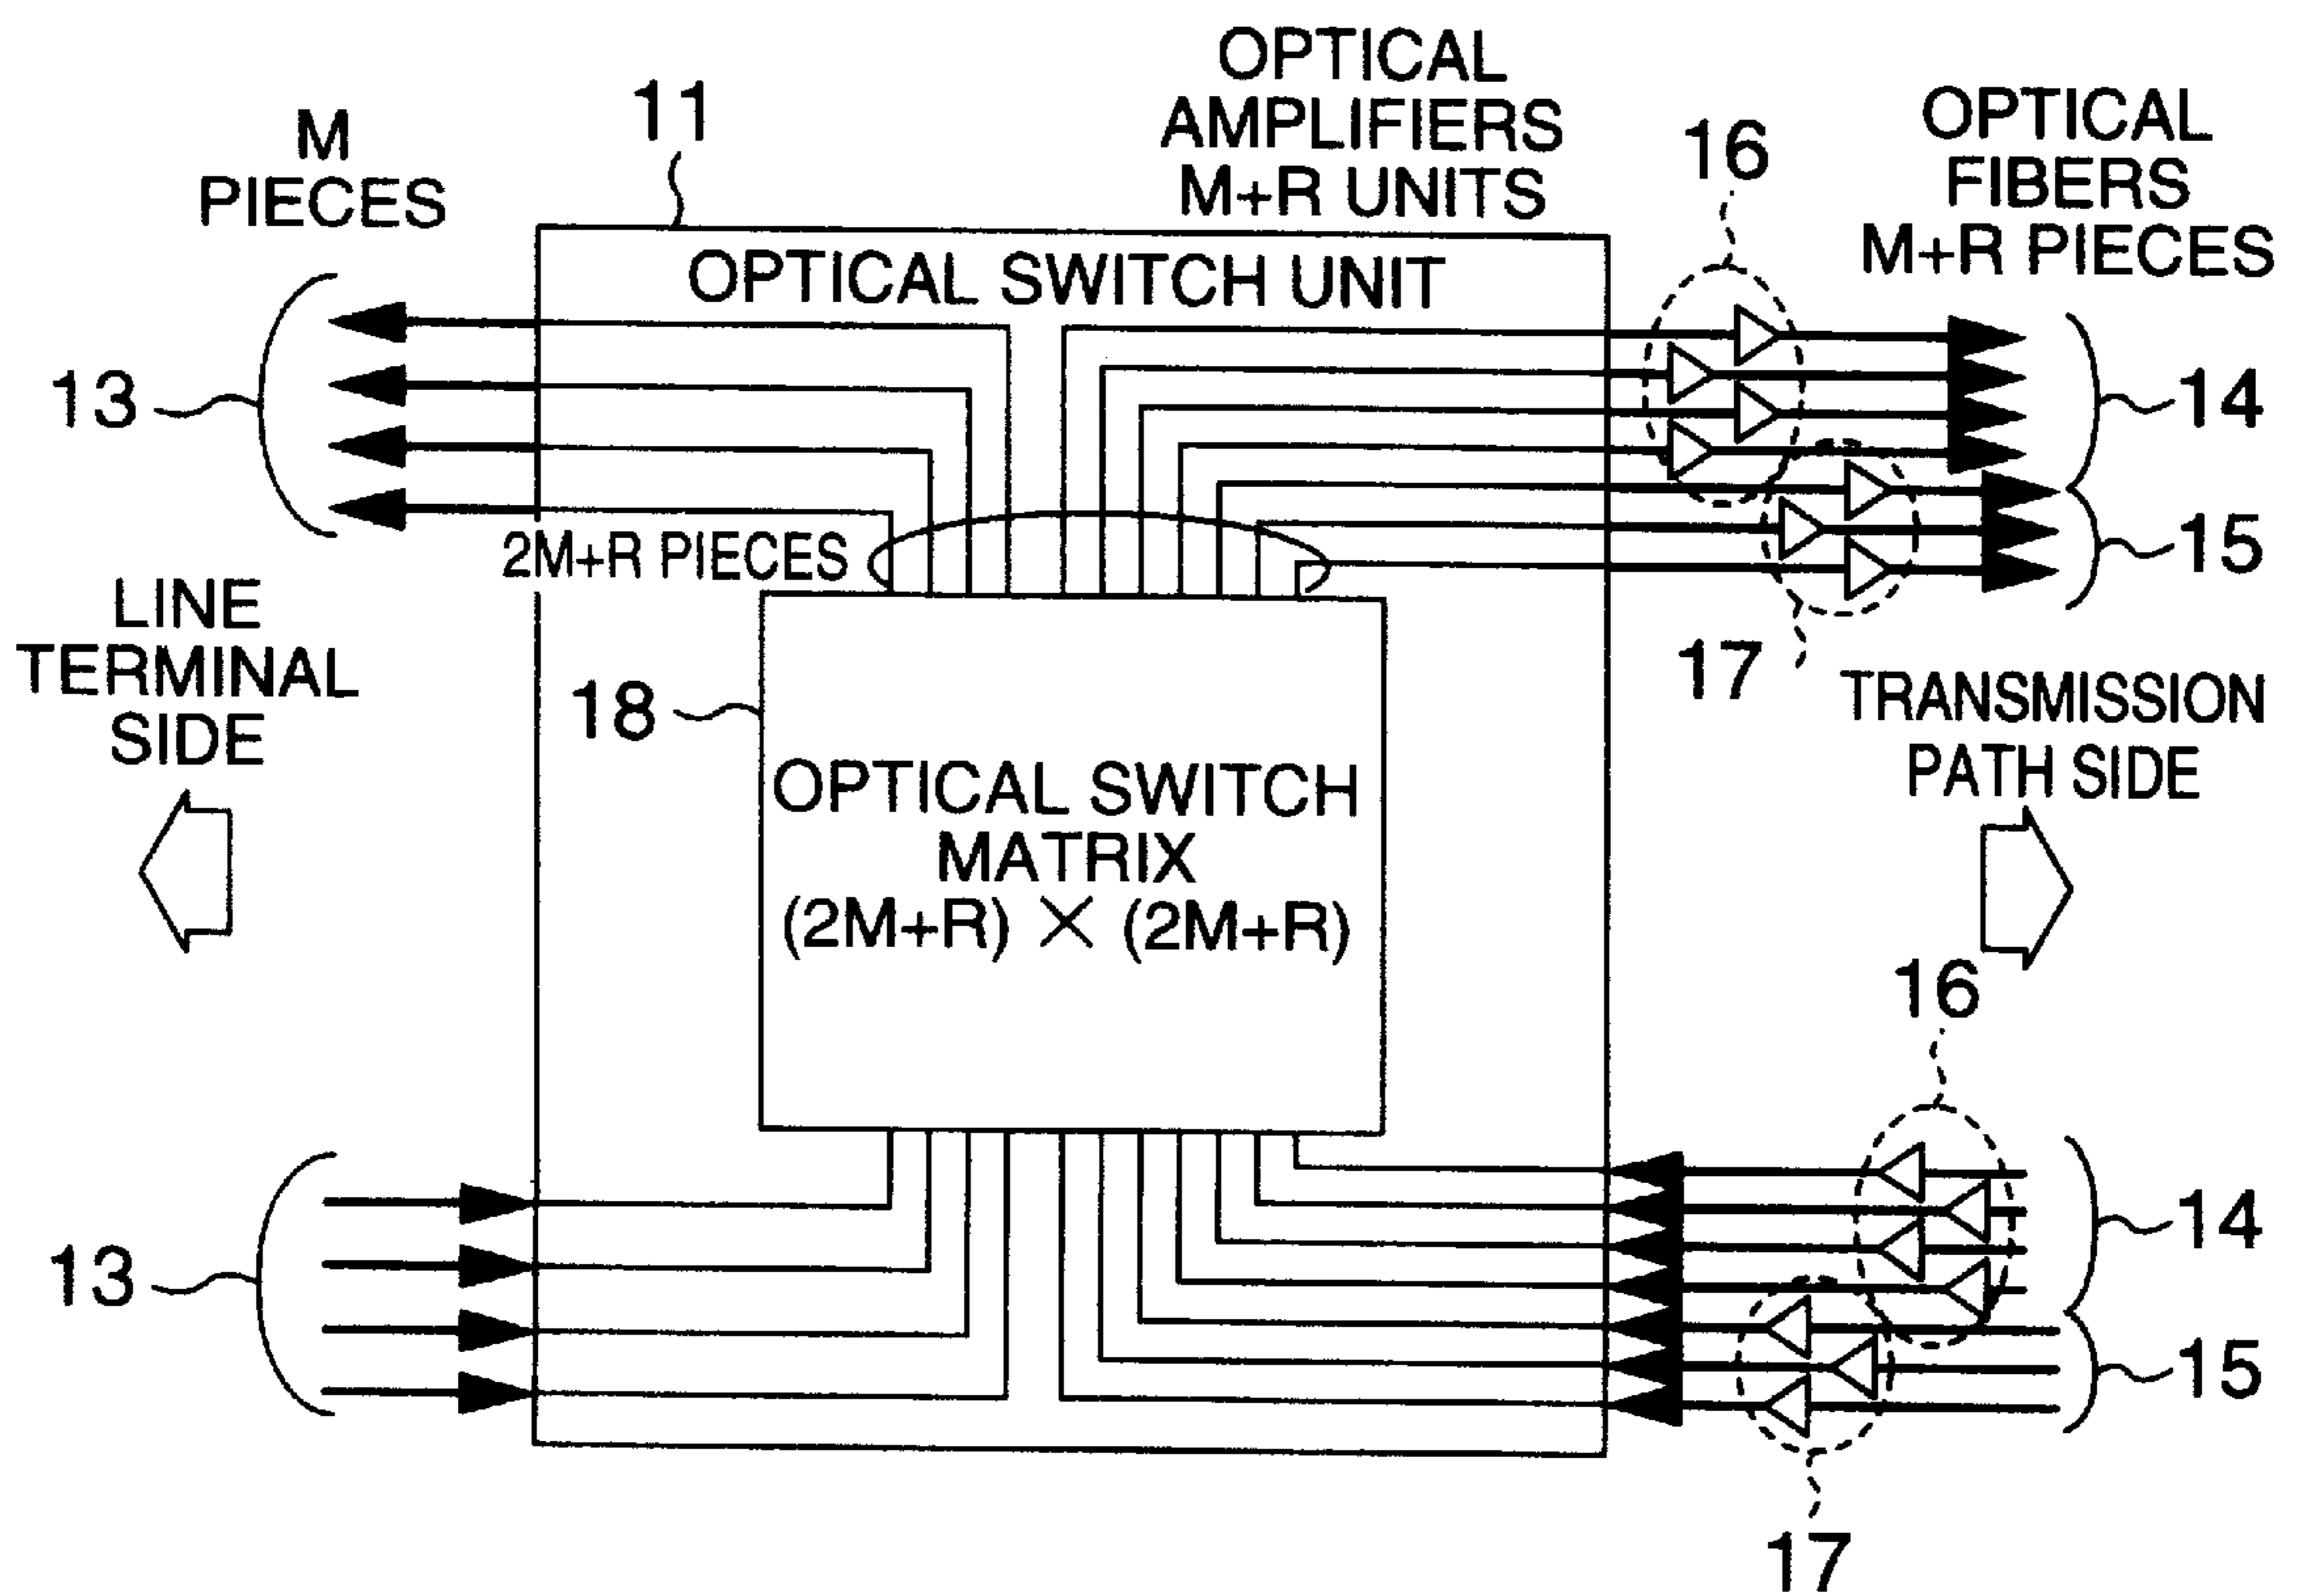 M
PIECES
11
OPTICAL
AMPLIFIERS
M+R UNITS
16
OPTICAL
FIBERS
M+R PIECES
OPTICAL SWITCH UNIT
13
14
2M+R PIECES
15
LINE
TERMINAL
SIDE
17
18
TRANSMISSION
PATH SIDE
OPTICAL SWITCH
MATRIX
(2M+R) × (2M+R)
16
13
14
15
17